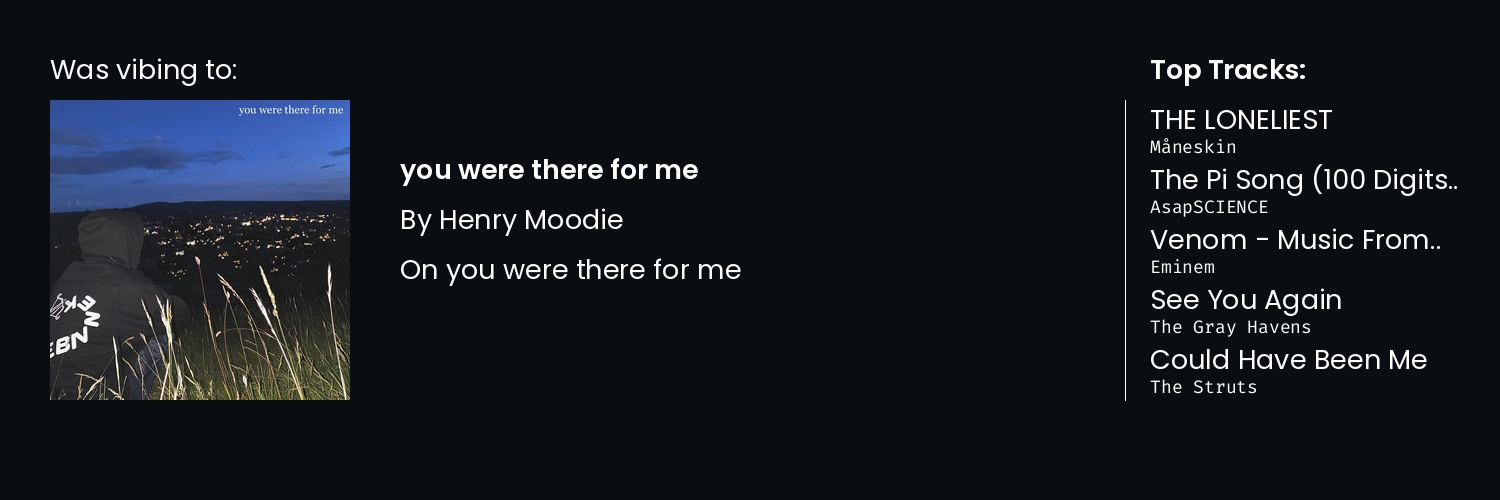 Was vibing to:
you were there for me
you were there for me
By Henry Moodie
On you were there for me
Top Tracks:
THE LONELIEST
Måneskin
The Pi Song (100 Digits..
AsapSCIENCE
Venom - Music From..
Eminem
See You Again
The Gray Havens
Could Have Been Me
The Struts